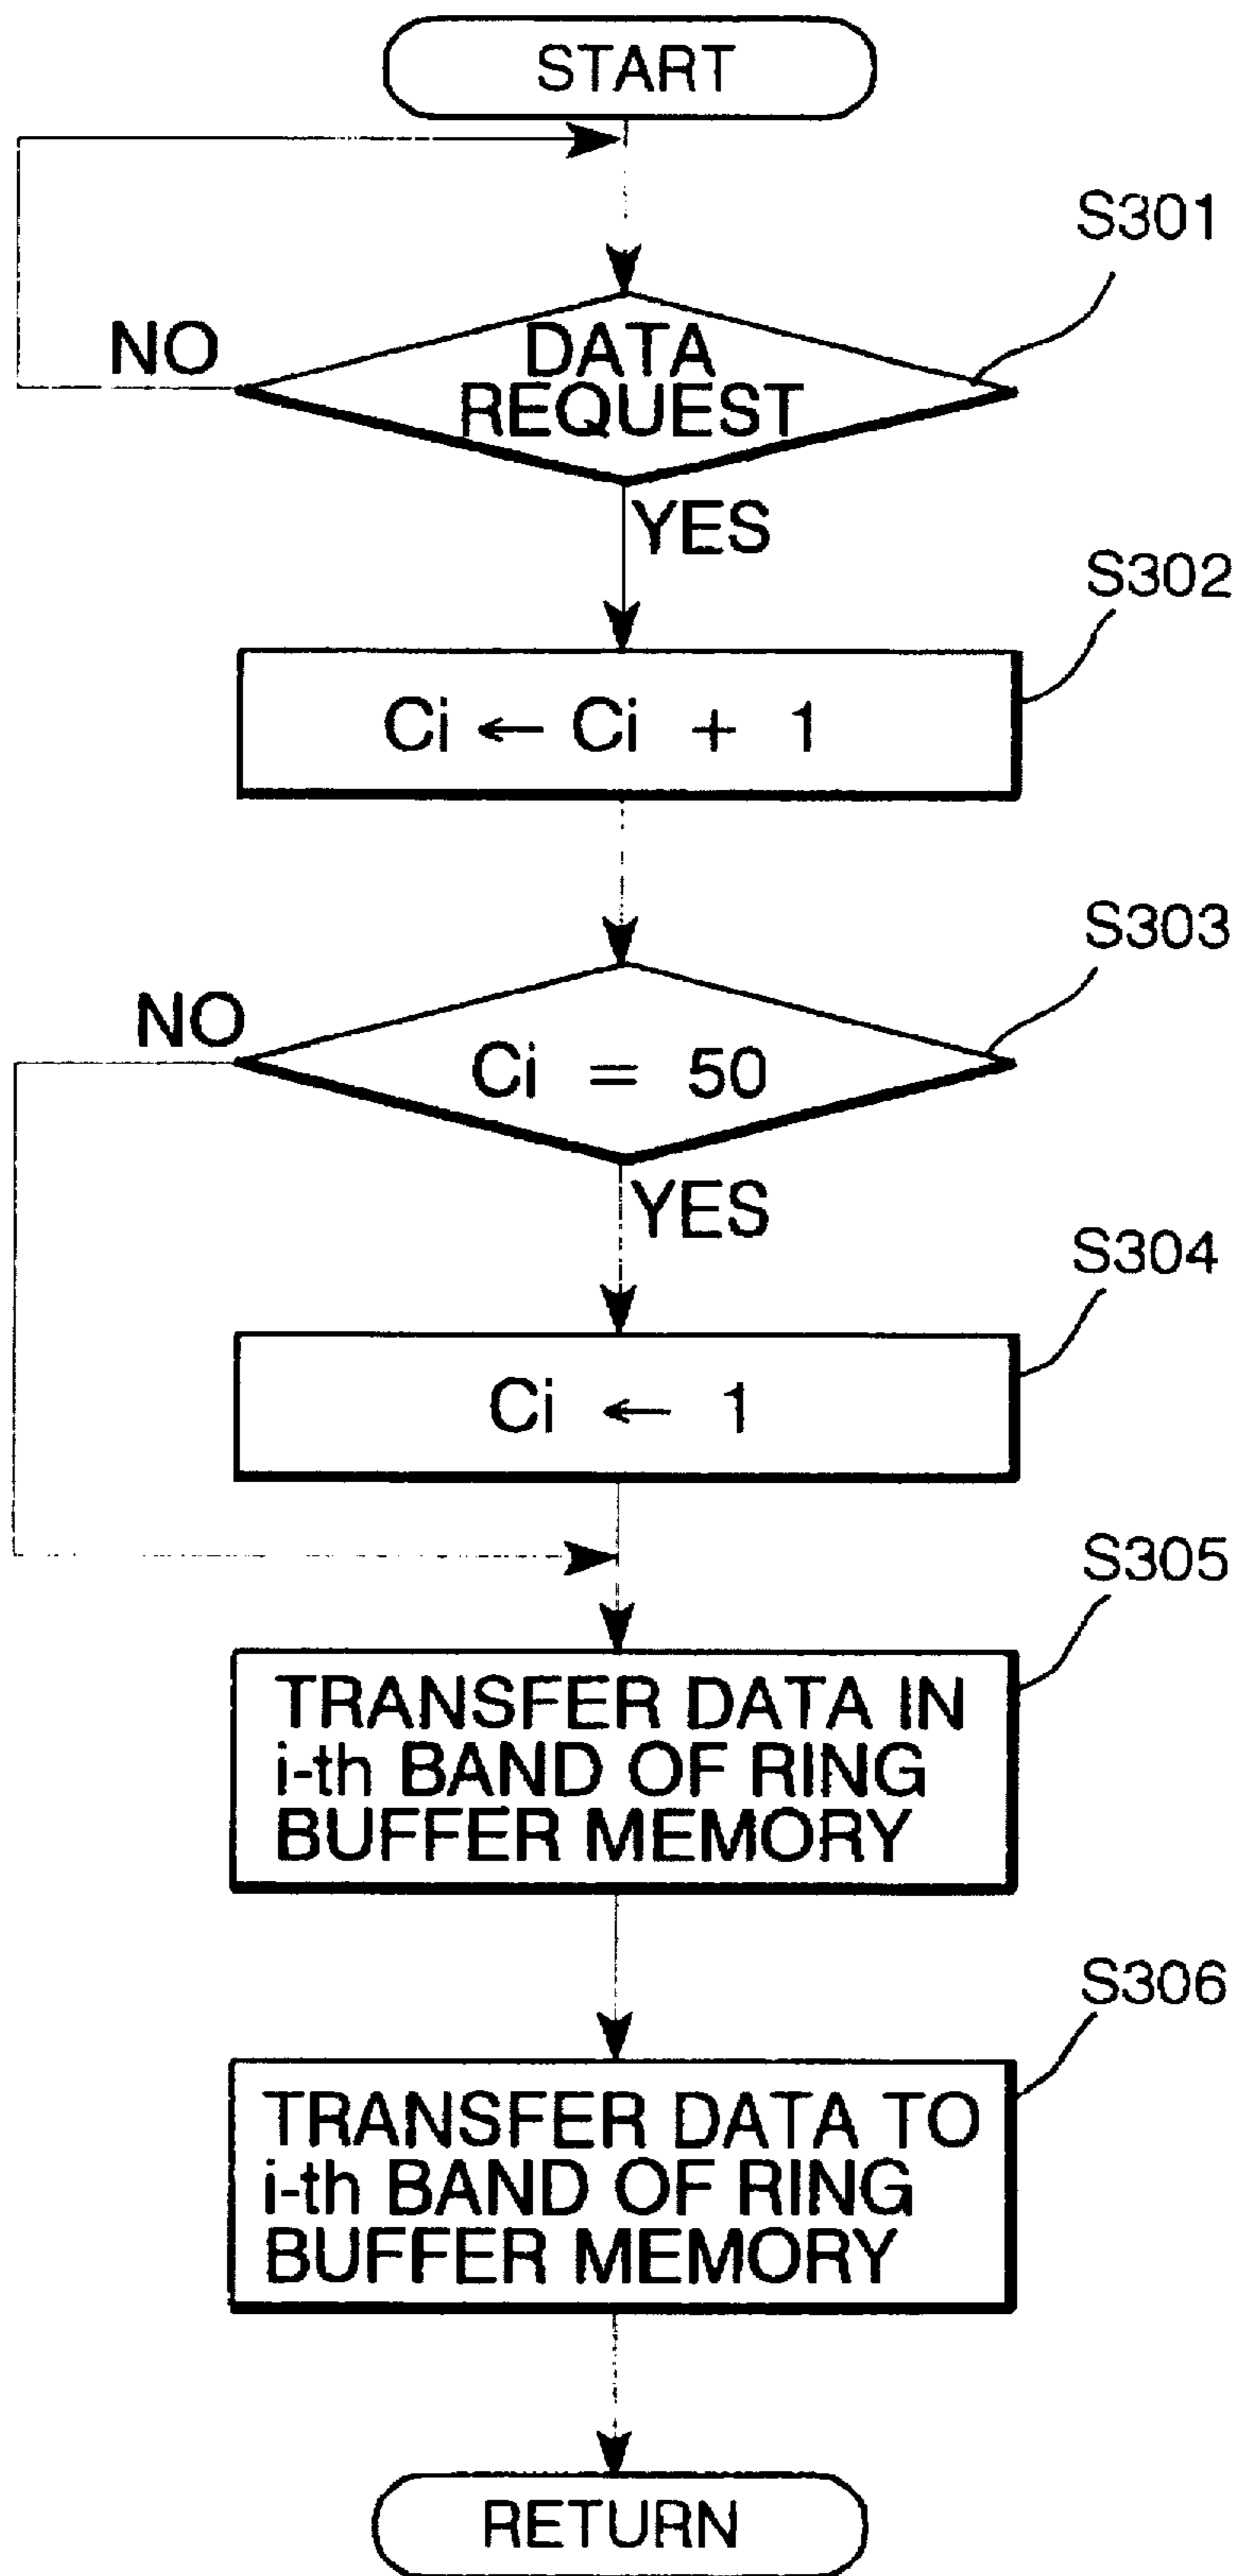 START
S301
NO
DATA
REQUEST
YES
S302
Ci ← Ci + 1
S303
NO
Ci = 50
YES
S304
Ci ← 1
S305
TRANSFER DATA IN
i-th BAND OF RING
BUFFER MEMORY
S306
TRANSFER DATA TO
i-th BAND OF RING
BUFFER MEMORY
RETURN